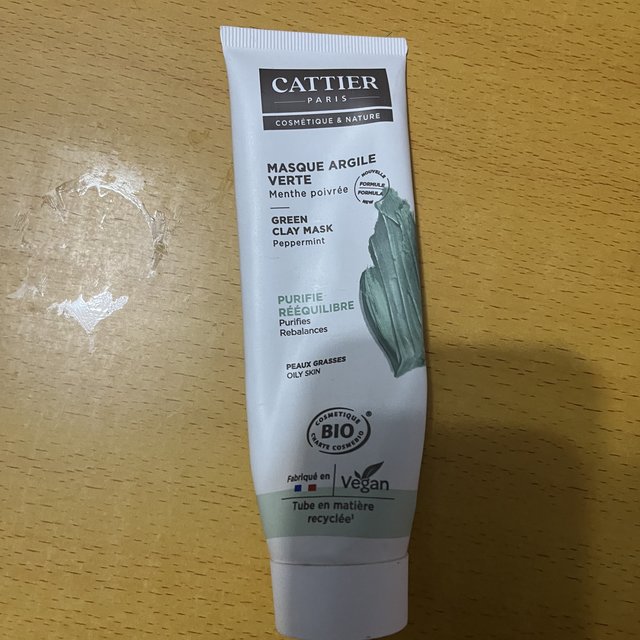 CATTIER
PARIS
COSMÉTIQUE & NATURE
MASQUE ARGILE
VERTE
Menthe poivrée
NOUVELLE
FORMULE
FORMULA
NEW
GREEN
CLAY MASK
Peppermint
PURIFIE
RÉÉQUILIBRE
Purifies
Rebalances
PEAUX GRASSES
OILY SKIN
COSMETIQUE
BIO
CHARTE COSMEBIO
Fabriqué en
Vegan
Tube en matière
recyclée¹